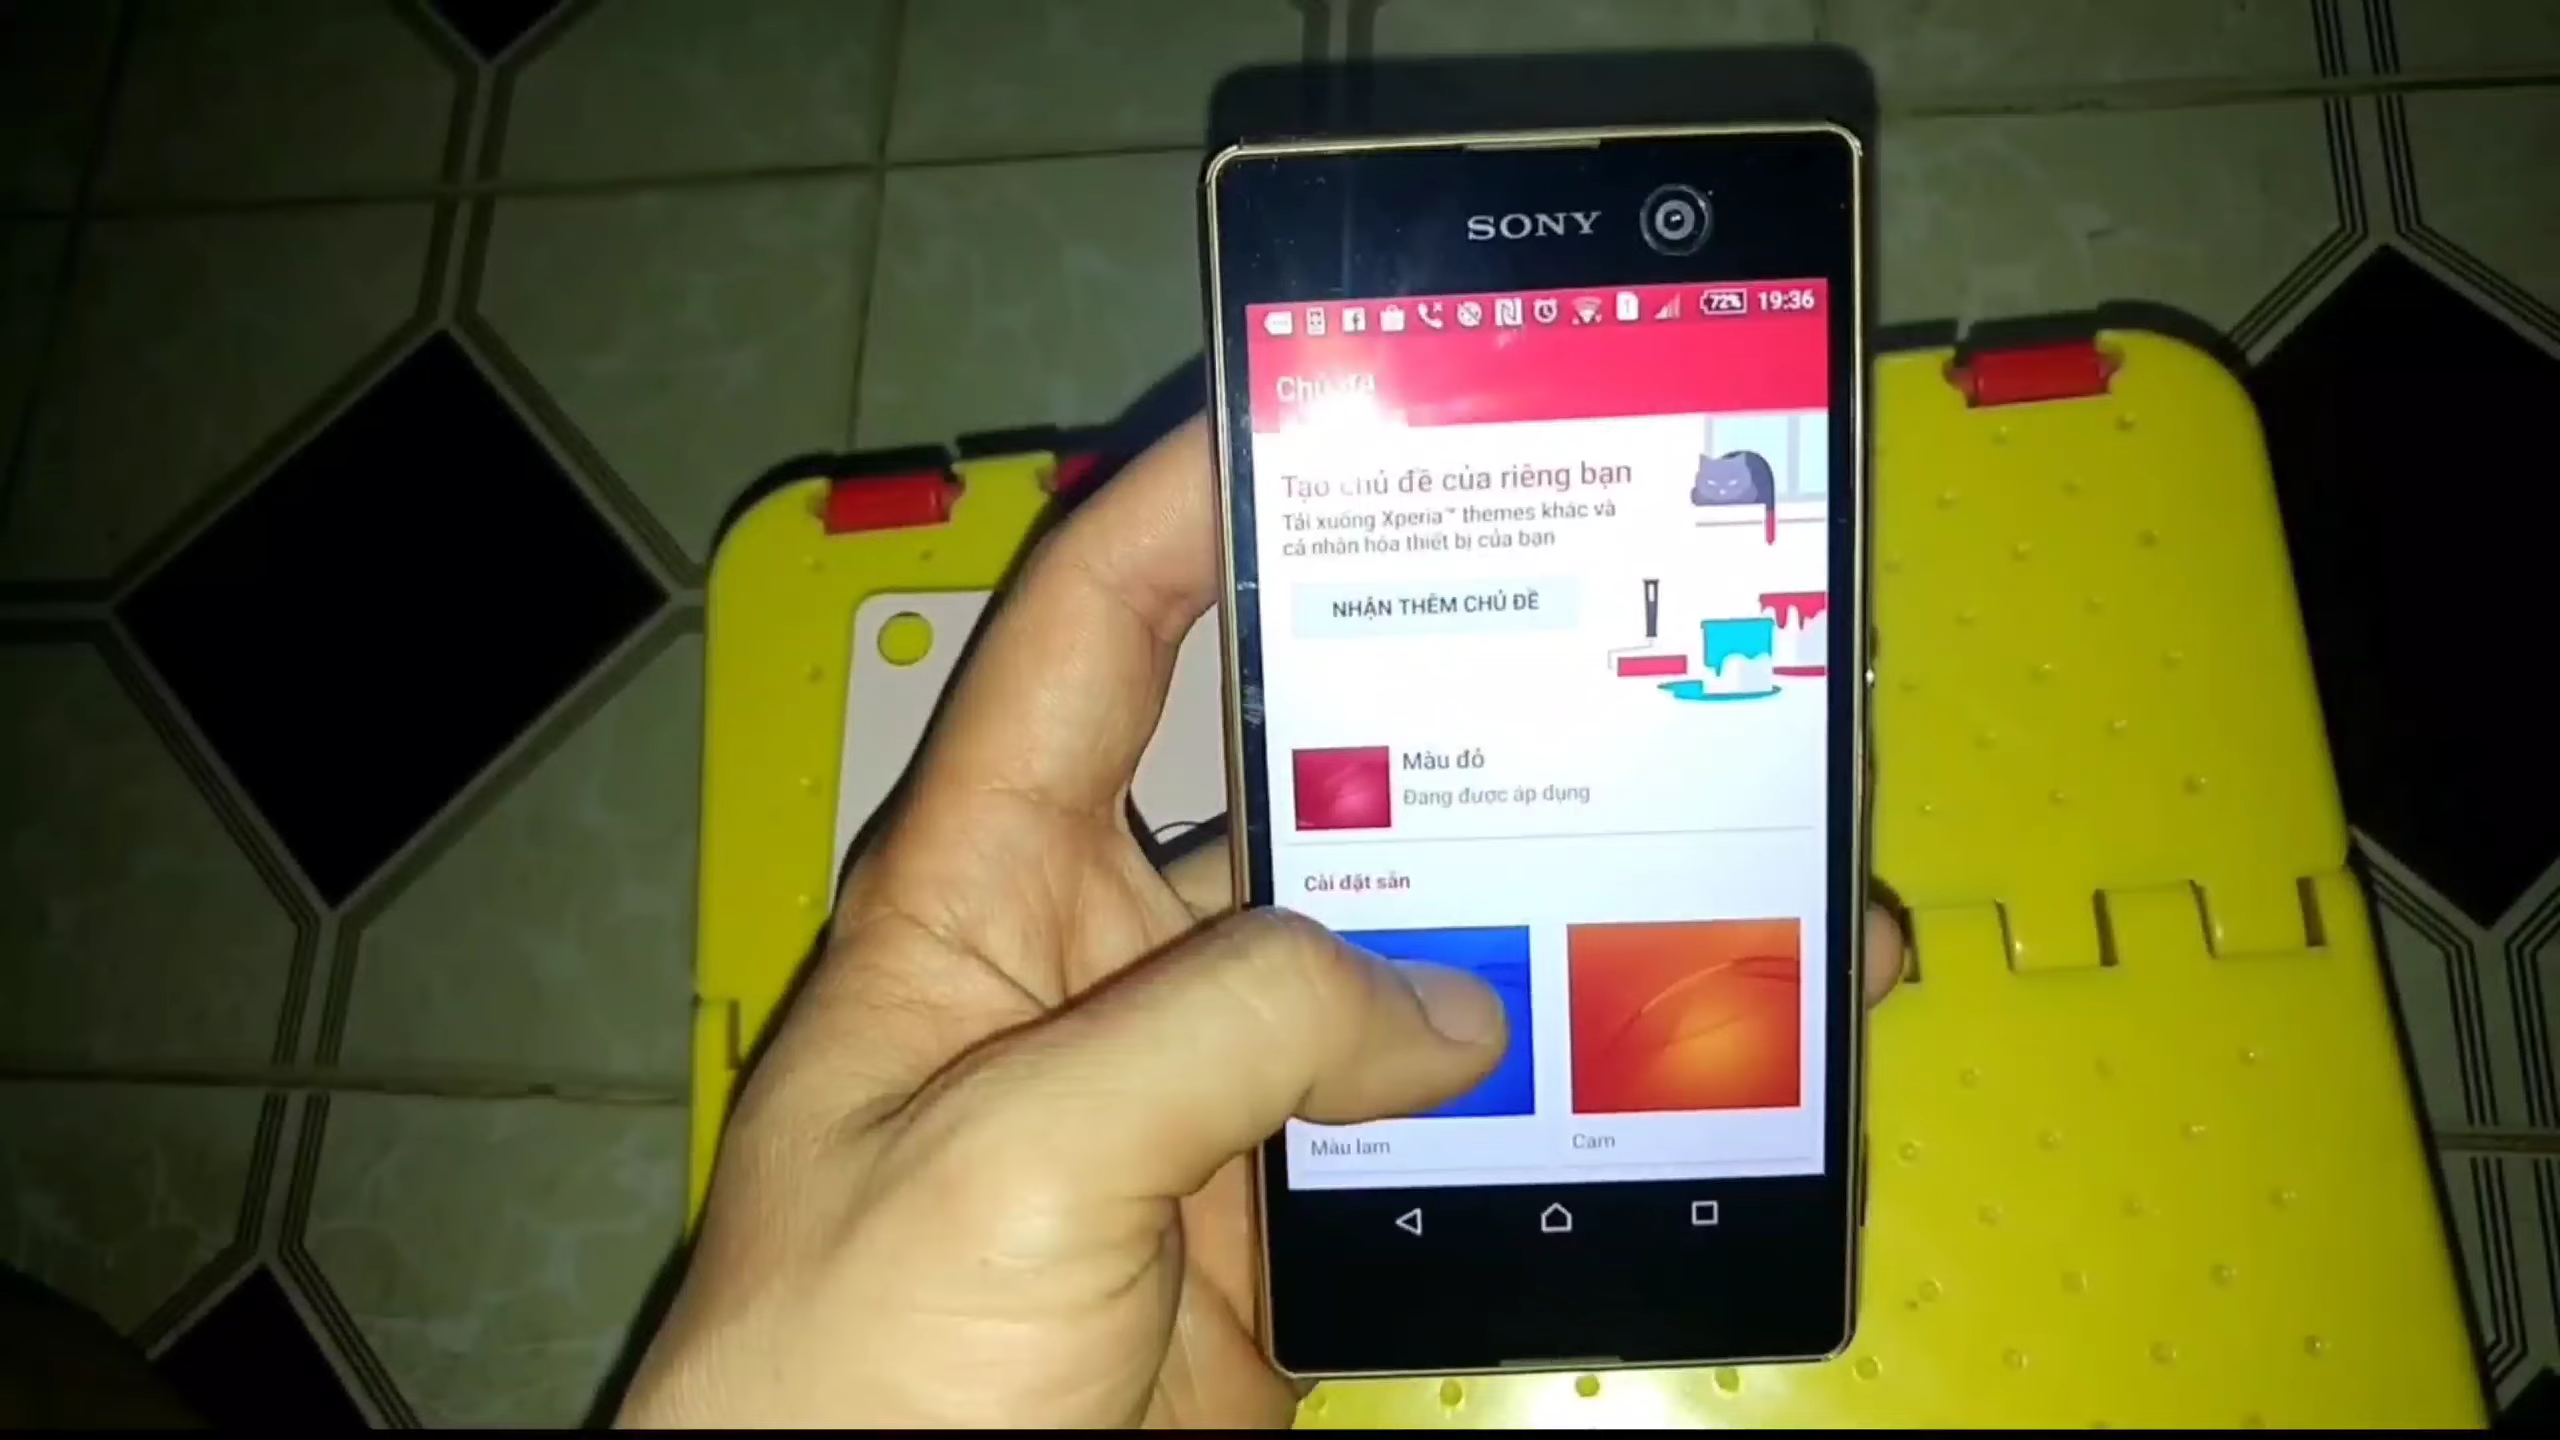 SONY
72% 19:36
Tạo chủ đề của riêng bạn
Tải xuống Xperia™ themes khác và
cá nhân hóa thiết bị của bạn
NHẬN THÊM CHỦ ĐỀ
Màu đỏ
Đang được áp dụng
Cài đặt sẵn
Màu lam
Cam